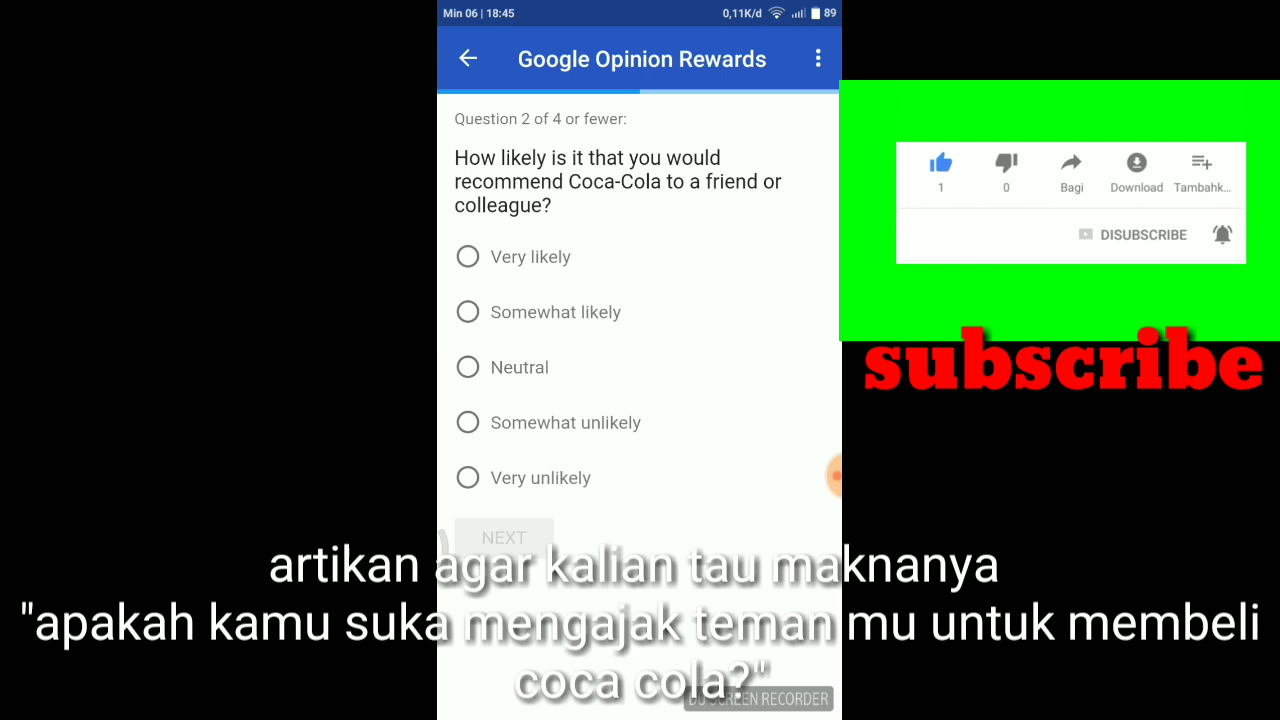 Min 06 | 18:45
0,11K/d
89
Google Opinion Rewards
Question 2 of 4 or fewer:
How likely is it that you would
recommend Coca-Cola to a friend or
colleague?
Very likely
Somewhat likely
Neutral
Somewhat unlikely
Very unlikely
NEXT
1
0
Bagi
Download
Tambahk...
DISUBSCRIBE
subscribe
artikan agar kalian tau maknanya
"apakah kamu suka mengajak teman mu untuk membeli
coca cola?"
DU SCREEN RECORDER